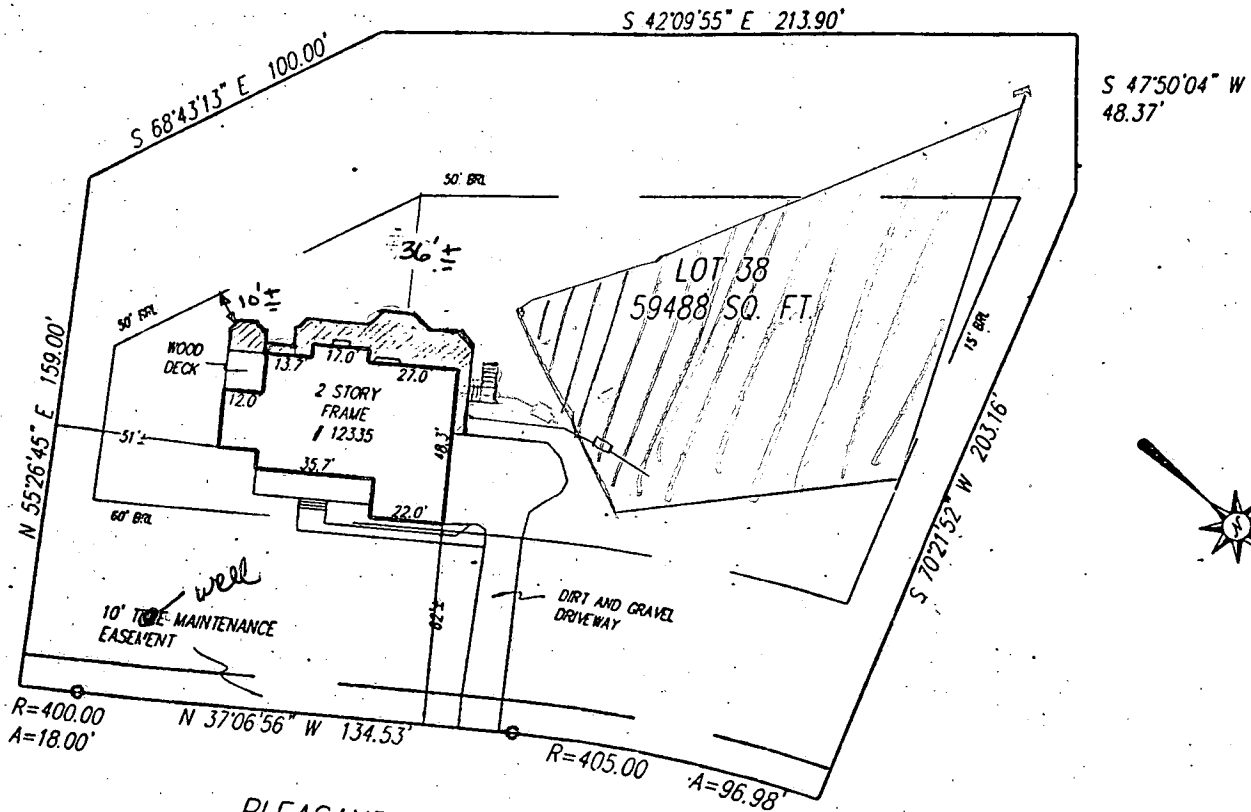 S 42°09'55" E 213.90'
S 47°50'04" W
48.37'
S 68°43'13" E 100.00'
50' BRL
36'±
LOT 38
59488 SQ. FT.
10'±
50' BRL
15' BRL
WOOD
DECK
13.7
17.0'
27.0
12.0
2 STORY
FRAME
# 12335
48.3'
51'±
35.7'
22.0'
60' BRL
N 55°26'45" E 159.00'
S 70°21'52" W 203.16'
N
well
10' TREE MAINTENANCE
EASEMENT
DIRT AND GRAVEL
DRIVEWAY
62'±
R=400.00
A=18.00'
N 37°06'56" W 134.53'
R=405.00
A=96.98'